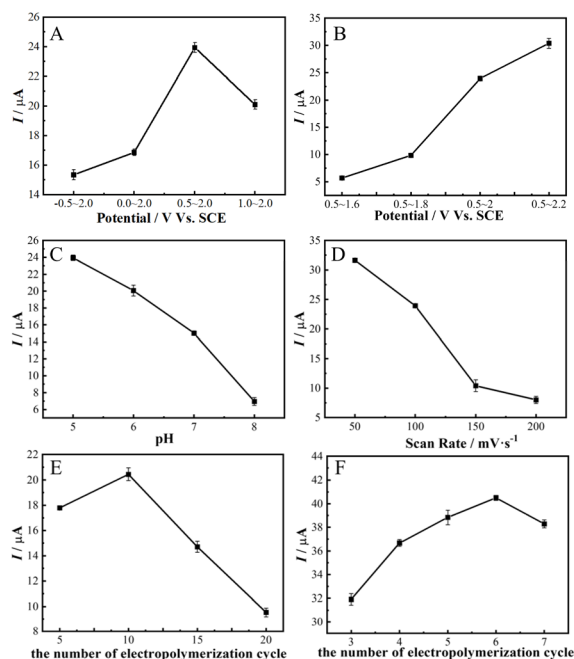 A
I / μA
24
22
20
18
16
14
-0.5~2.0 0.0~2.0 0.5~2.0 1.0~2.0
Potential / V Vs. SCE
B
I / μA
35
30
25
20
15
10
5
0.5~1.6 0.5~1.8 0.5~2 0.5~2.2
Potential / V Vs. SCE
C
I / μA
26
24
22
20
18
16
14
12
10
8
6
5 6 7 8
pH
D
I / μA
35
30
25
20
15
10
5
50 100 150 200
Scan Rate / mV·s⁻¹
E
I / μA
22
20
18
16
14
12
10
8
5 10 15 20
the number of electropolymerization cycle
F
I / μA
44
42
40
38
36
34
32
30
3 4 5 6 7
the number of electropolymerization cycle